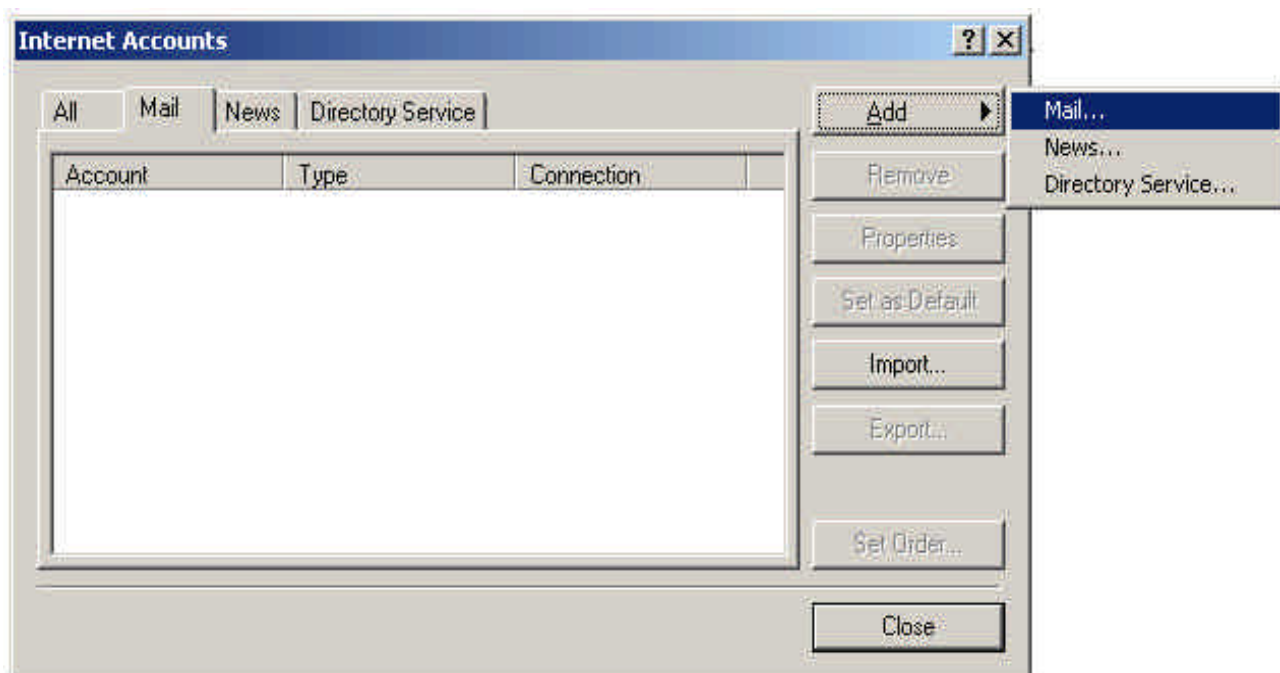 Internet Accounts
All Mail News Directory Service
Account Type Connection
Add
Remove
Properties
Set as Default
Import...
Export...
Set Order...
Close
Mail...
News...
Directory Service...